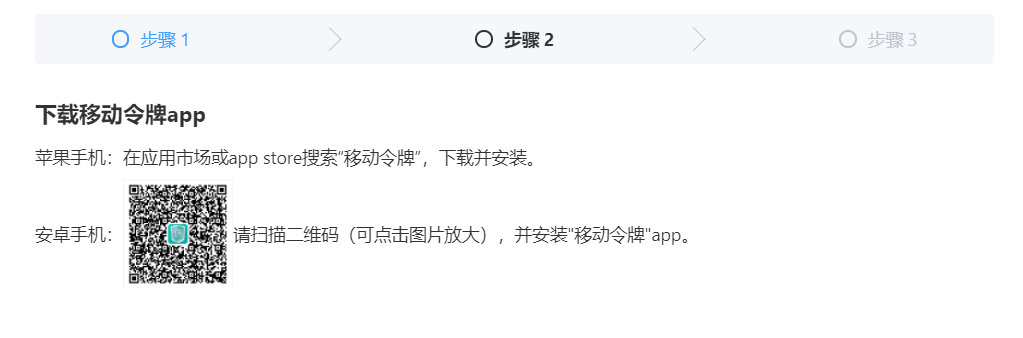 步骤 1
步骤 2
步骤 3
下载移动令牌app
苹果手机：在应用市场或app store搜索“移动令牌”，下载并安装。
安卓手机：请扫描二维码（可点击图片放大），并安装"移动令牌"app。